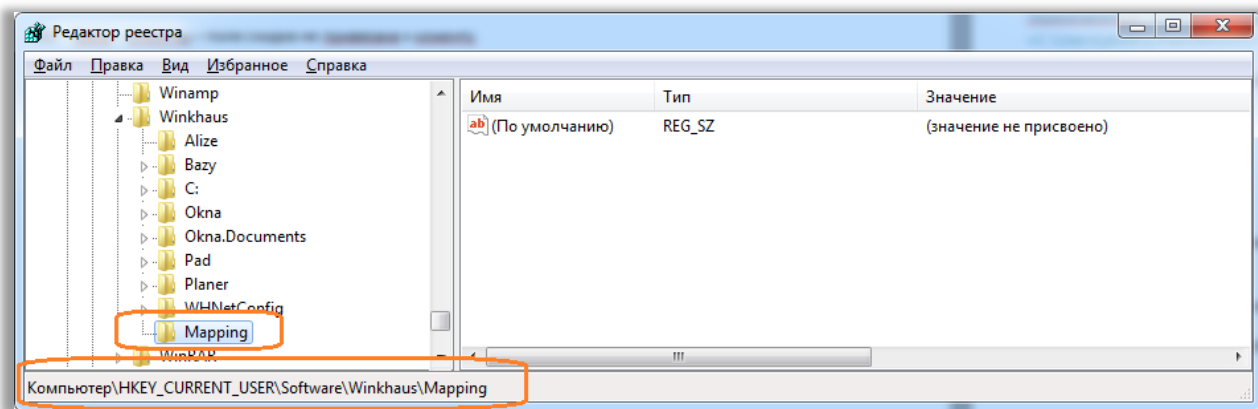 Редактор реестра
Файл Правка Вид Избранное Справка
Winamp
Winkhaus
Alize
Bazy
C:
Okna
Okna.Documents
Pad
Planer
WHNetConfig
Mapping
WinRAR
Имя Тип Значение
ab (По умолчанию) REG_SZ (значение не присвоено)
Компьютер\HKEY_CURRENT_USER\Software\Winkhaus\Mapping